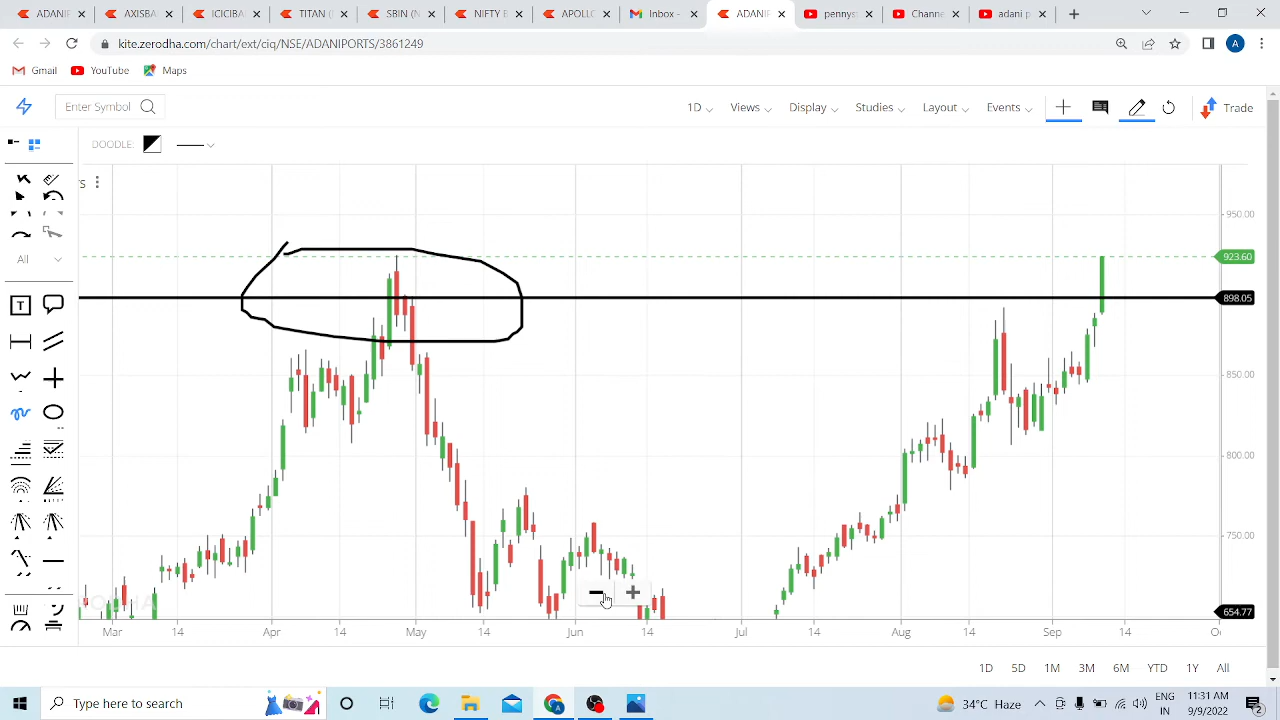 ADANI
AXISBA
ICICIBA
TITAN (
SBIN (N
NIFTY B
APOLLO
Inbox -
ADANIF
pennys
Channe
adani p
kite.zerodha.com/chart/ext/ciq/NSE/ADANIPORTS/3861249
Gmail YouTube Maps
Enter Symbol 1D Views Display Studies Layout Events Trade
DOODLE:
All
950.00
923.60
898.05
850.00
800.00
750.00
654.77
Mar 14 Apr 14 May 14 Jun 14 Jul 14 Aug 14 Sep 14
1D 5D 1M 3M 6M YTD 1Y All
Type here to search
34°C Haze
ENG
IN
11:31 AM
9/9/2022
2